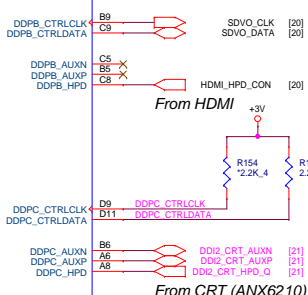 DDPB_CTRLCLK B9 SDVO_CLK [20]
DDPB_CTRLDATA C9 SDVO_DATA [20]
DDPB_AUXN C5
DDPB_AUXP B5
DDPB_HPD C8 HDMI_HPD_CON [20]
From HDMI
+3V
R154
*2.2K_4
DDPC_CTRLCLK D9 DDPC_CTRLCLK
DDPC_CTRLDATA D11 DDPC_CTRLDATA
DDPC_AUXN B6 DDI2_CRT_AUXN [21]
DDPC_AUXP A6 DDI2_CRT_AUXP [21]
DDPC_HPD A8 DDI2_CRT_HPD_Q [21]
From CRT (ANX6210)